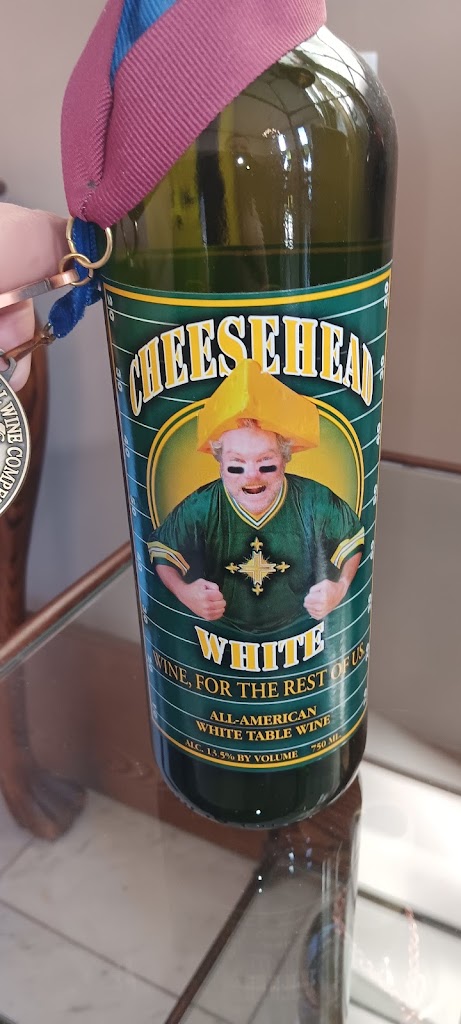 CHEESEHEAD
WHITE
WINE, FOR THE REST OF US
ALL-AMERICAN
WHITE TABLE WINE
ALC. 13.5% BY VOLUME 750 ML
WINE